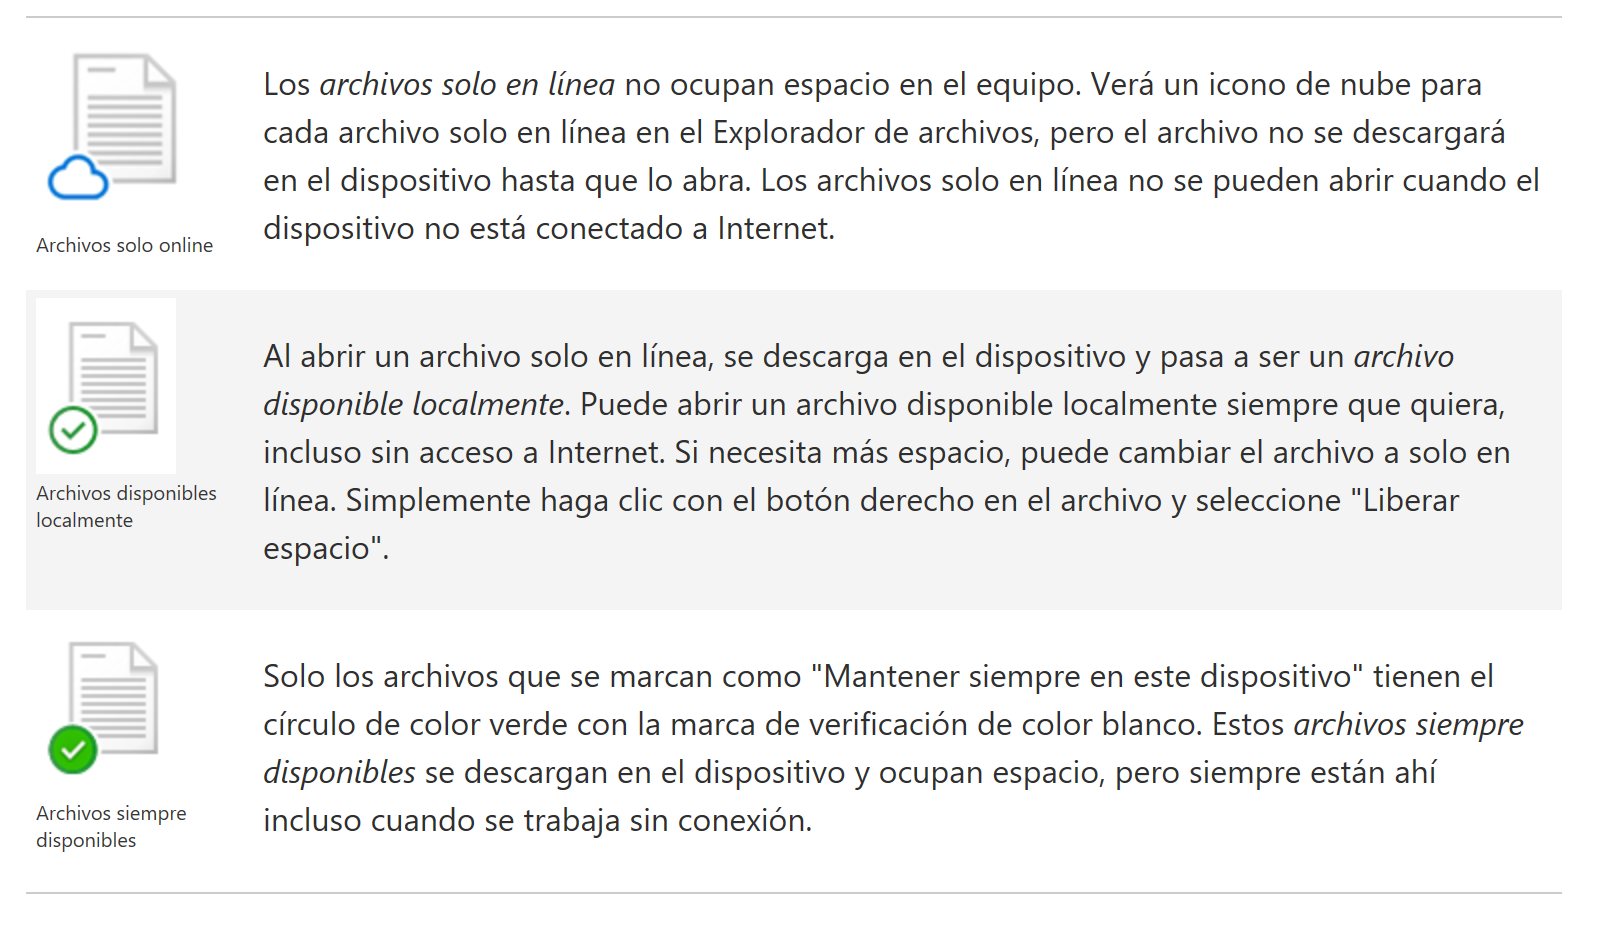 Los archivos solo en línea no ocupan espacio en el equipo. Verá un icono de nube para
cada archivo solo en línea en el Explorador de archivos, pero el archivo no se descargará
en el dispositivo hasta que lo abra. Los archivos solo en línea no se pueden abrir cuando el
dispositivo no está conectado a Internet.
Archivos solo online
Al abrir un archivo solo en línea, se descarga en el dispositivo y pasa a ser un archivo
disponible localmente. Puede abrir un archivo disponible localmente siempre que quiera,
incluso sin acceso a Internet. Si necesita más espacio, puede cambiar el archivo a solo en
línea. Simplemente haga clic con el botón derecho en el archivo y seleccione "Liberar
espacio".
Archivos disponibles
localmente
Solo los archivos que se marcan como "Mantener siempre en este dispositivo" tienen el
círculo de color verde con la marca de verificación de color blanco. Estos archivos siempre
disponibles se descargan en el dispositivo y ocupan espacio, pero siempre están ahí
incluso cuando se trabaja sin conexión.
Archivos siempre
disponibles